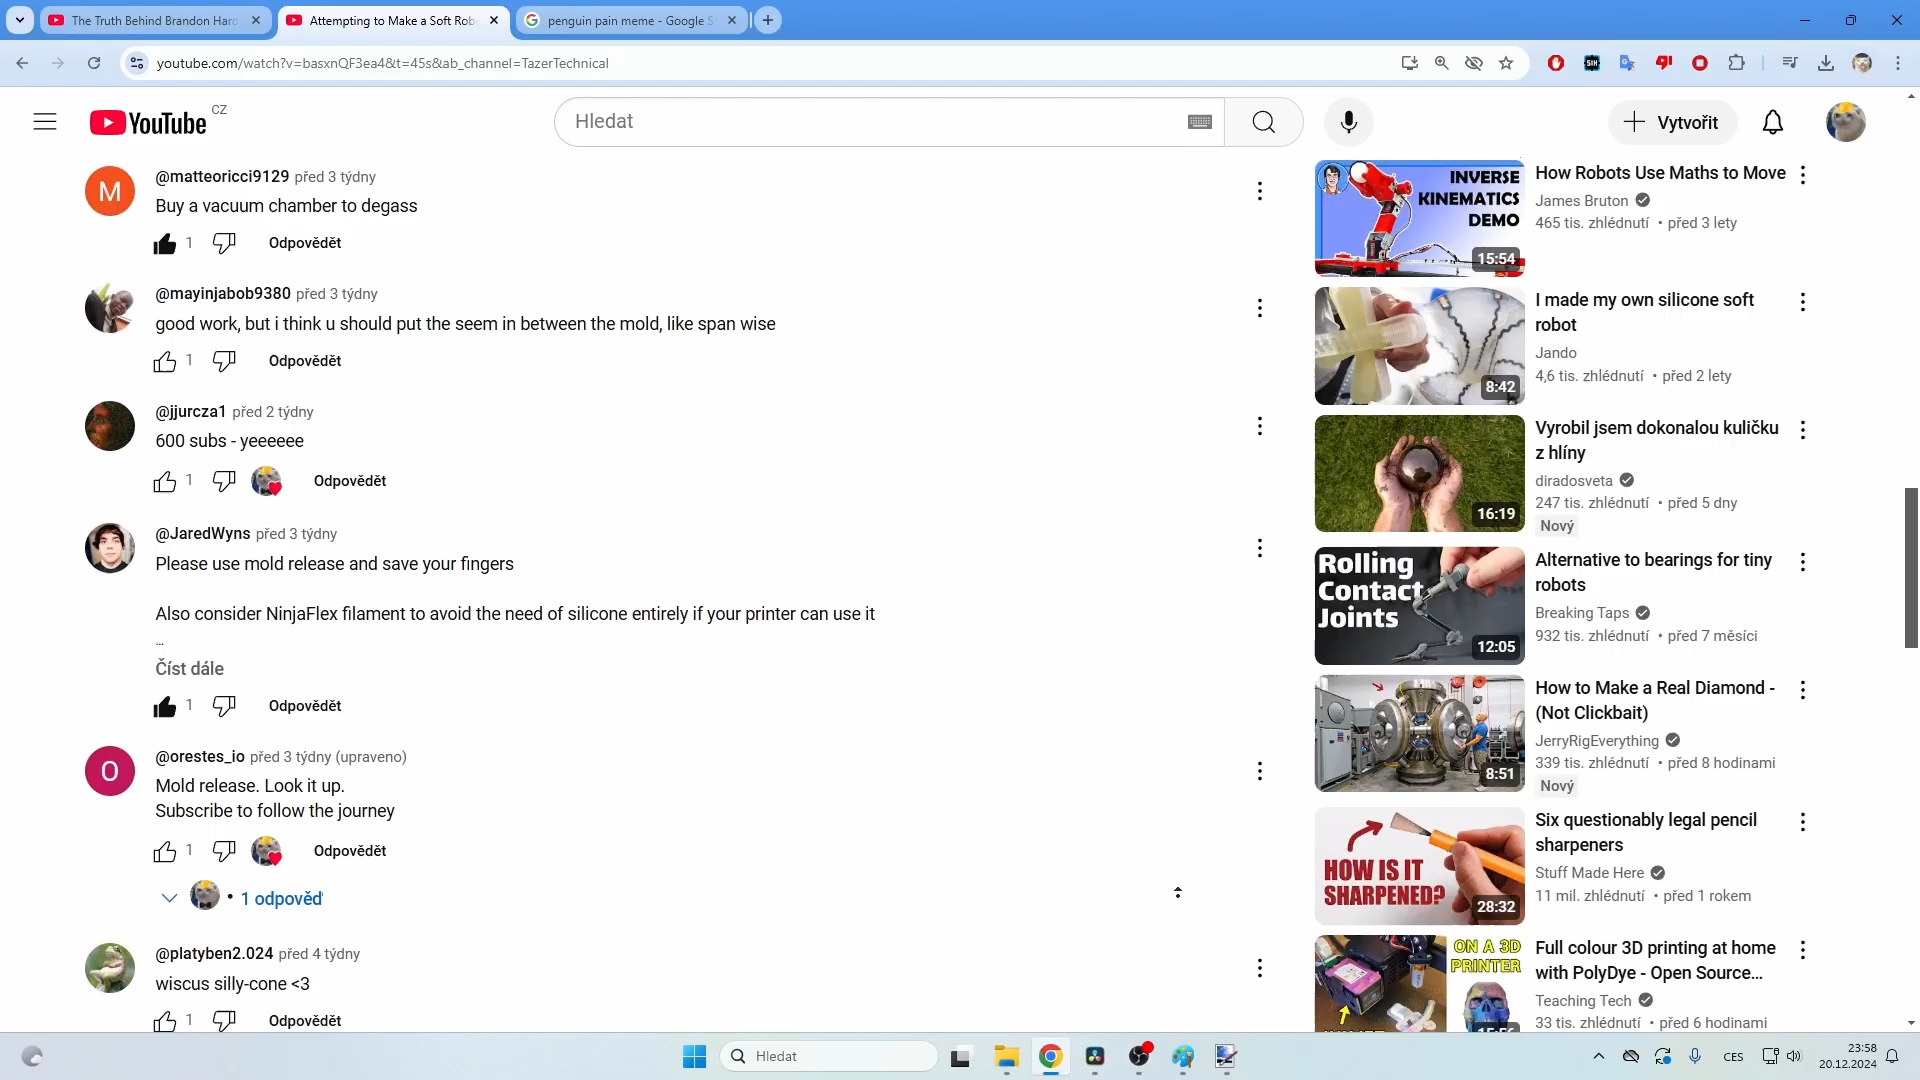 The Truth Behind Brandon Hard
Attempting to Make a Soft Rob
penguin pain meme - Google S
youtube.com/watch?v=basxnQF3ea4&t=45s&ab_channel=TazerTechnical
YouTube CZ
Hledat
Vytvořit
@matteoricci9129 před 3 týdny
Buy a vacuum chamber to degass
1 Odpovědět
@mayinjabob9380 před 3 týdny
good work, but i think u should put the seem in between the mold, like span wise
1 Odpovědět
@jjurcza1 před 2 týdny
600 subs - yeeeeee
1 Odpovědět
@JaredWyns před 3 týdny
Please use mold release and save your fingers
Also consider NinjaFlex filament to avoid the need of silicone entirely if your printer can use it
...
Číst dále
1 Odpovědět
@orestes_io před 3 týdny (upraveno)
Mold release. Look it up.
Subscribe to follow the journey
1 Odpovědět
• 1 odpověď
@platyben2.024 před 4 týdny
wiscus silly-cone <3
1 Odpovědět
INVERSE
KINEMATICS
DEMO
15:54
How Robots Use Maths to Move
James Bruton
465 tis. zhlédnutí • před 3 lety
8:42
I made my own silicone soft
robot
Jando
4,6 tis. zhlédnutí • před 2 lety
16:19
Vyrobil jsem dokonalou kuličku
z hlíny
diradosveta
247 tis. zhlédnutí • před 5 dny
Nový
Rolling
Contact
Joints
12:05
Alternative to bearings for tiny
robots
Breaking Taps
932 tis. zhlédnutí • před 7 měsíci
8:51
How to Make a Real Diamond -
(Not Clickbait)
JerryRigEverything
339 tis. zhlédnutí • před 8 hodinami
Nový
HOW IS IT
SHARPENED?
28:32
Six questionably legal pencil
sharpeners
Stuff Made Here
11 mil. zhlédnutí • před 1 rokem
ON A 3D
PRINTER
Full colour 3D printing at home
with PolyDye - Open Source...
Teaching Tech
33 tis. zhlédnutí • před 6 hodinami
Hledat
CES
23:58
20.12.2024